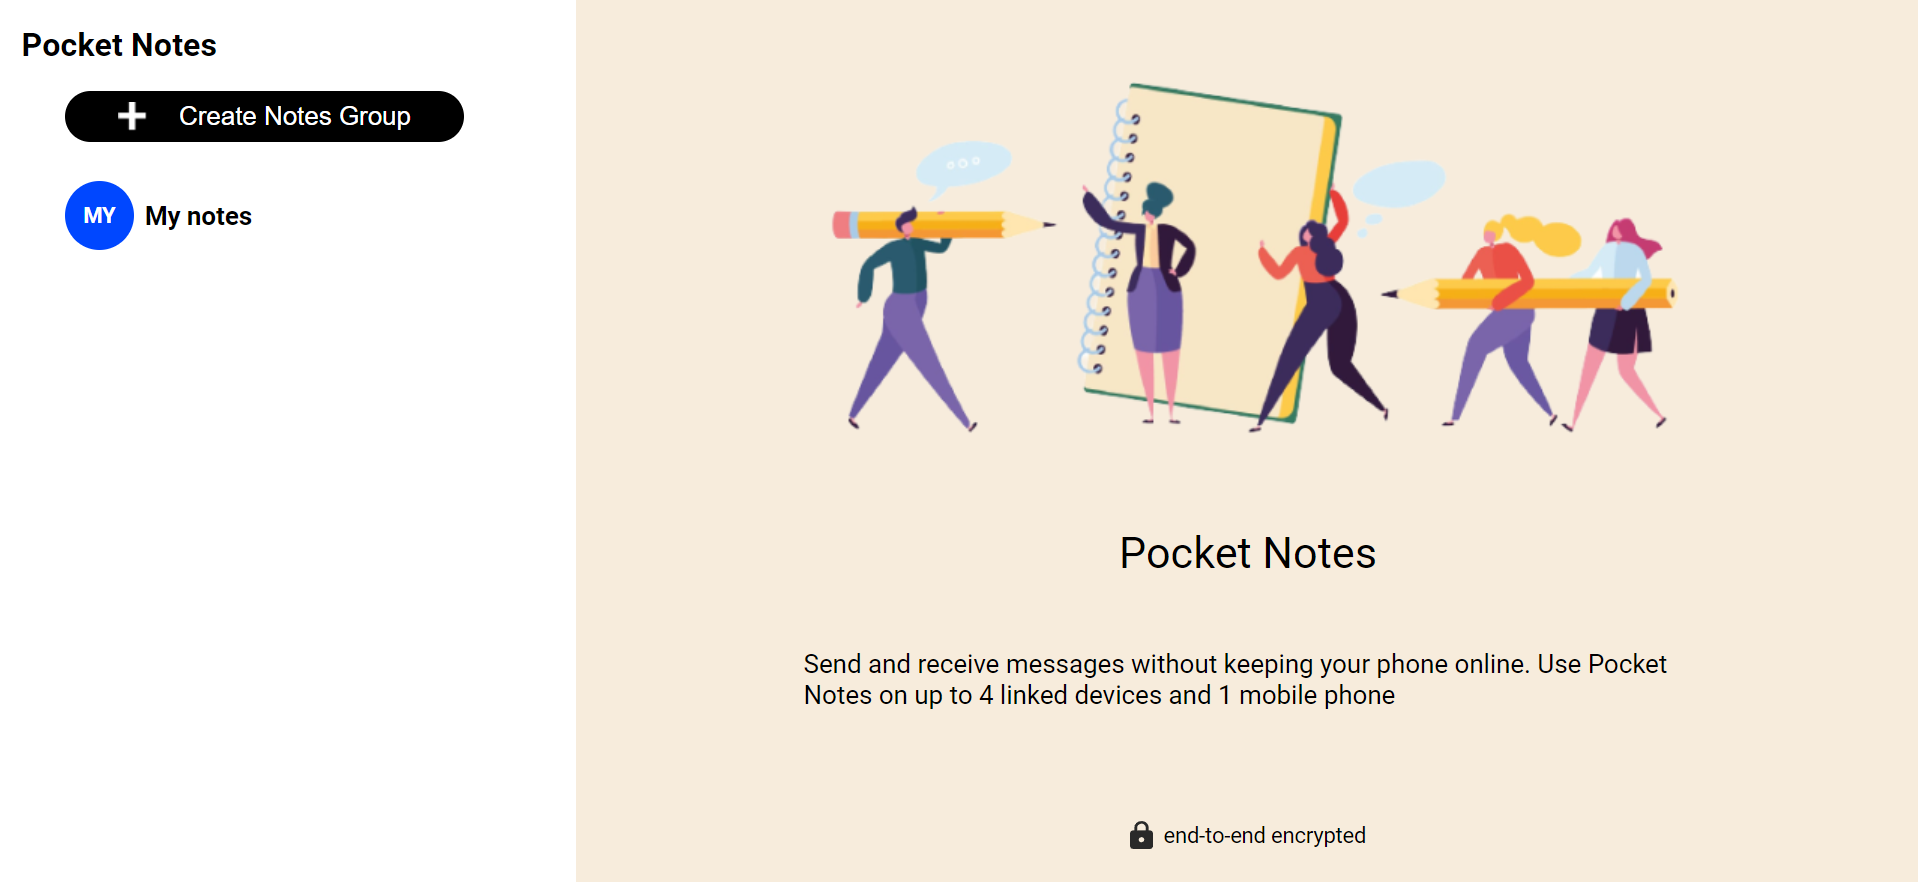 Pocket Notes
Create Notes Group
MY
My notes
Pocket Notes
Send and receive messages without keeping your phone online. Use Pocket
Notes on up to 4 linked devices and 1 mobile phone
end-to-end encrypted